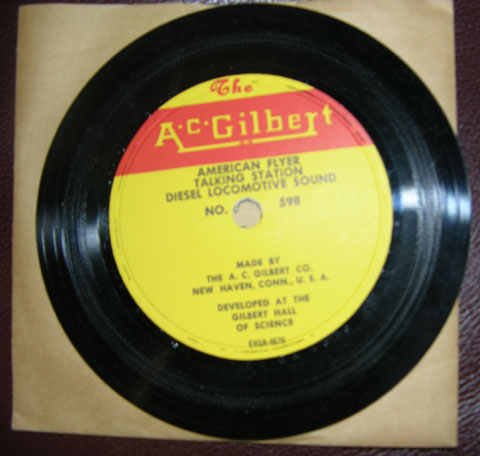 The
A·C·Gilbert
CO
AMERICAN FLYER
TALKING STATION
DIESEL LOCOMOTIVE SOUND
NO. 598
MADE BY
THE A. C. GILBERT CO.
NEW HAVEN, CONN., U. S. A.
DEVELOPED AT THE
GILBERT HALL
OF SCIENCE